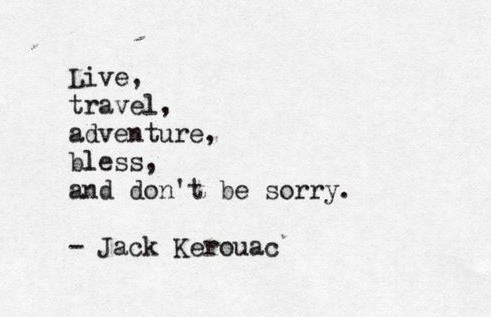 Live,
travel,
adventure,
bless,
and don't be sorry.
- Jack Kerouac